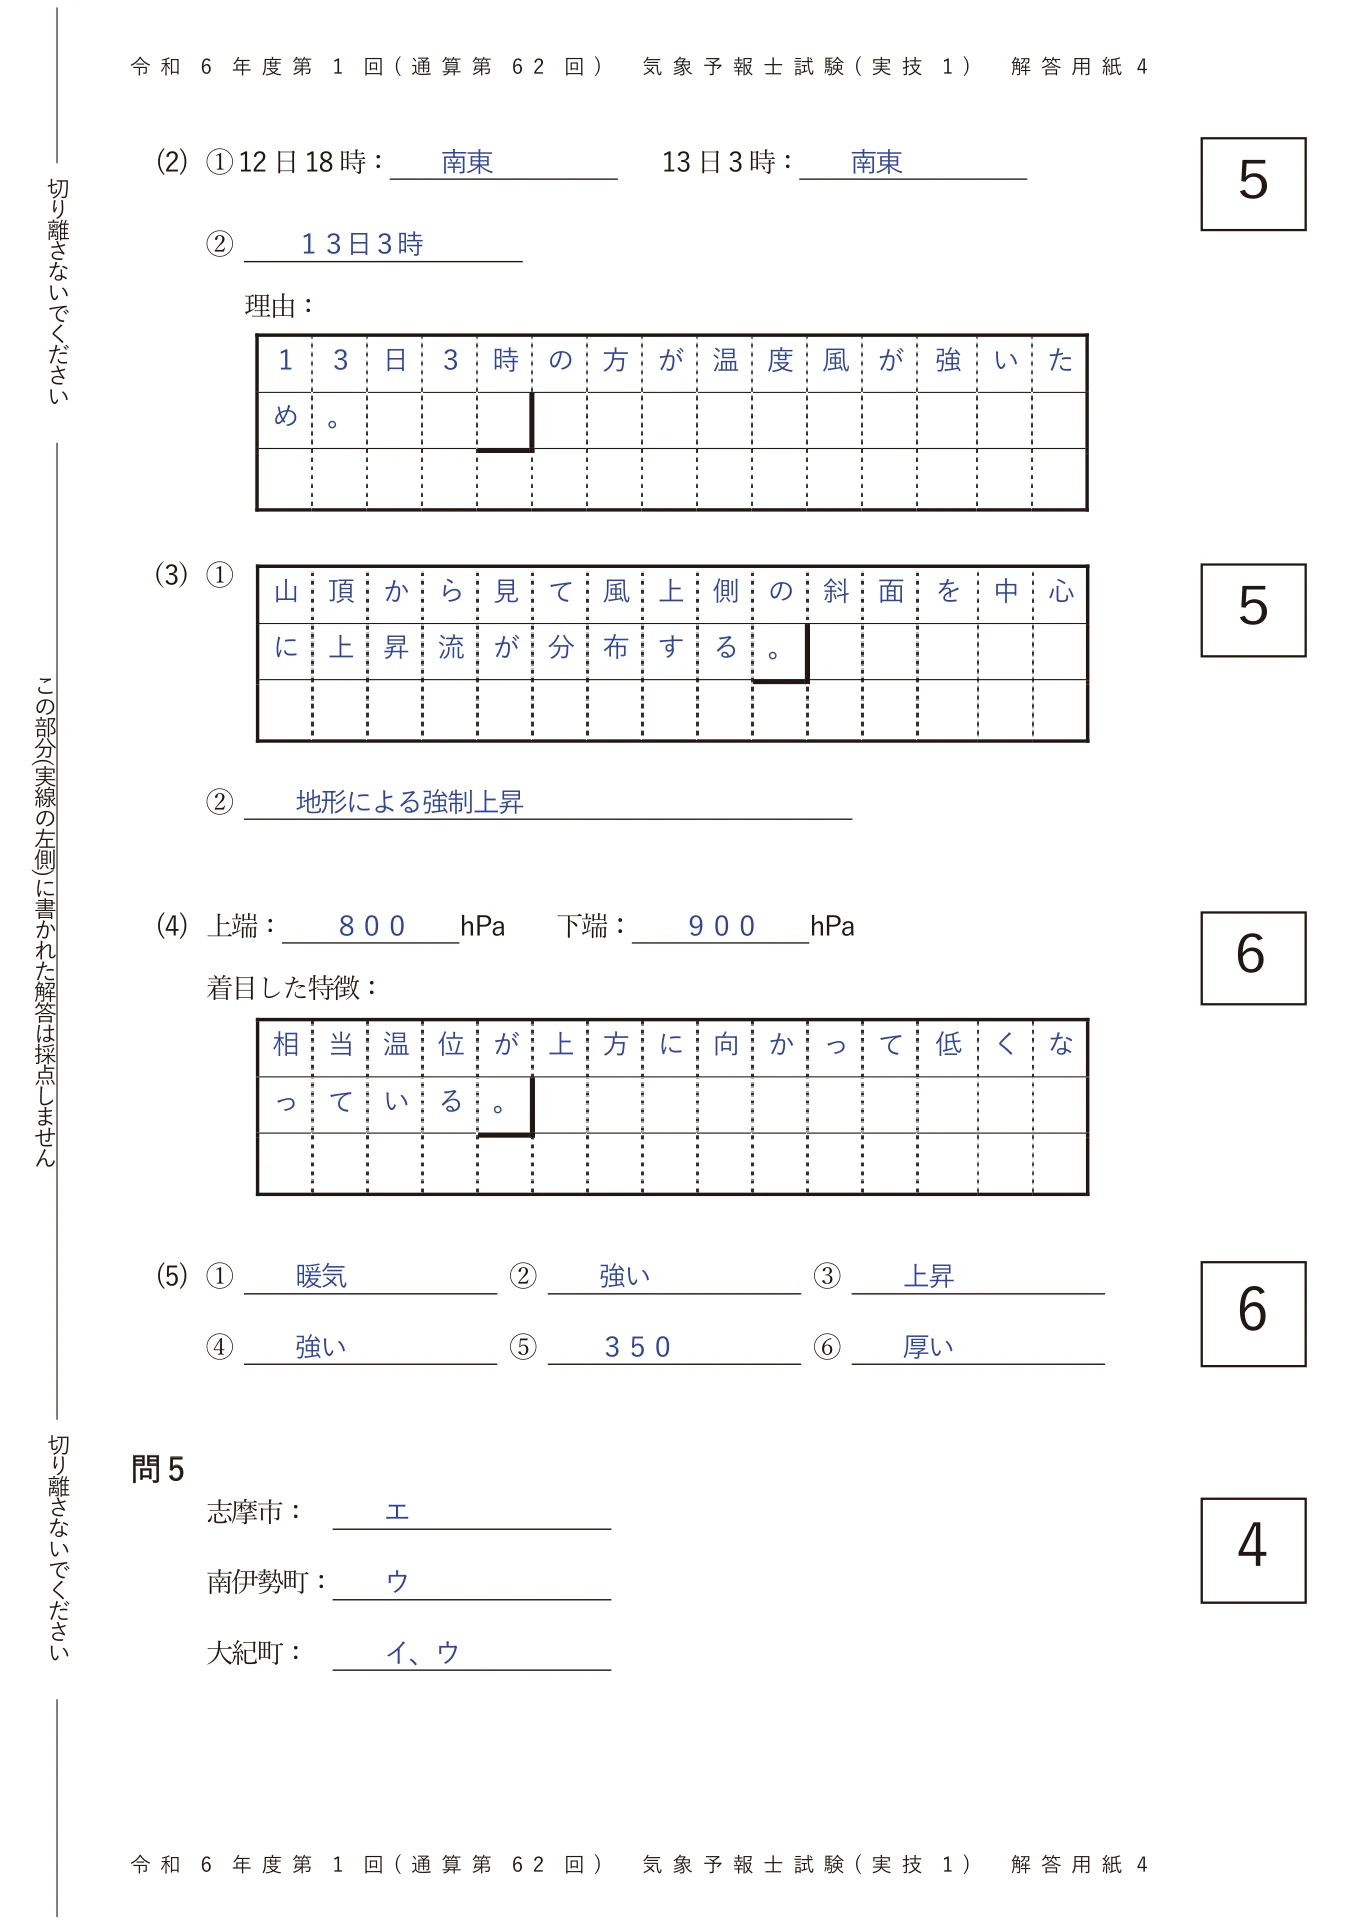 令和6年度第1回(通算第62回) 気象予報士試験(実技1) 解答用紙4
(2) ①12日18時：南東 13日3時：南東
5
②１３日３時
理由：
１３日３時の方が温度風が強いた
め。
(3) ①
山頂から見て風上側の斜面を中心
に上昇流が分布する。
5
②地形による強制上昇
(4) 上端：８００hPa 下端：９００hPa
6
着目した特徴：
相当温位が上方に向かって低くな
っている。
(5) ①暖気 ②強い ③上昇
④強い ⑤３５０ ⑥厚い
6
問5
志摩市：エ
4
南伊勢町：ウ
大紀町：イ、ウ
令和6年度第1回(通算第62回) 気象予報士試験(実技1) 解答用紙4
切り離さないでください
この部分(実線の左側)に書かれた解答は採点しません
切り離さないでください